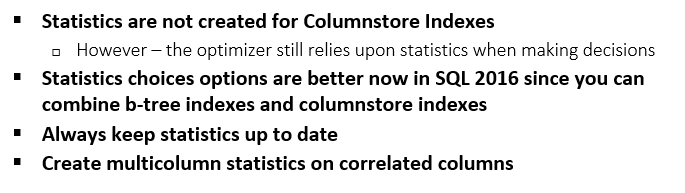 ▪ Statistics are not created for Columnstore Indexes
▫ However – the optimizer still relies upon statistics when making decisions
▪ Statistics choices options are better now in SQL 2016 since you can
combine b-tree indexes and columnstore indexes
▪ Always keep statistics up to date
▪ Create multicolumn statistics on correlated columns